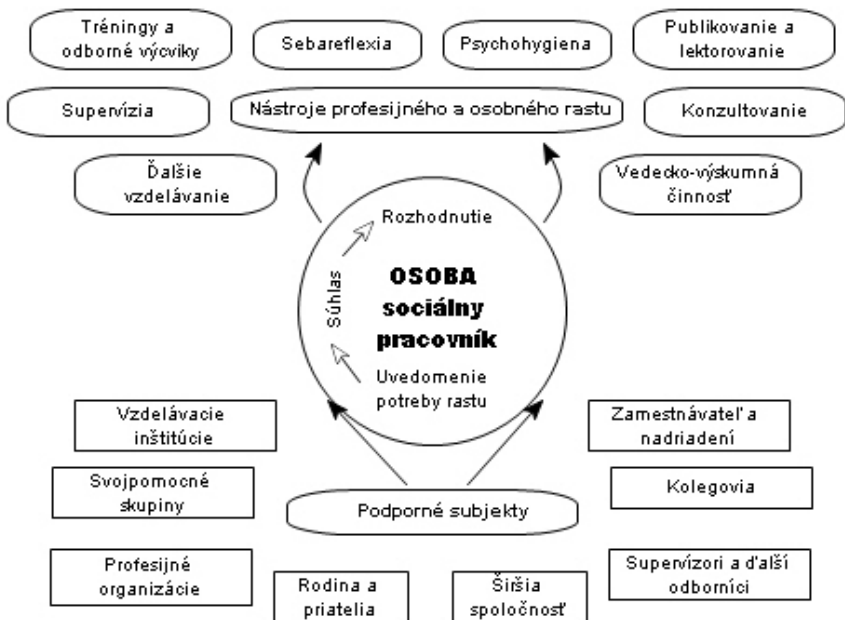 Tréningy a
odborné výcviky
Sebareflexia
Psychohygiena
Publikovanie a
lektorovanie
Supervízia
Nástroje profesijného a osobného rastu
Konzultovanie
Ďalšie
vzdelávanie
Vedecko-výskumná
činnosť
Rozhodnutie
Súhlas
OSOBA
sociálny
pracovník
Uvedomenie
potreby rastu
Vzdelávacie
inštitúcie
Zamestnávateľ a
nadriadení
Svojpomocné
skupiny
Kolegovia
Podporné subjekty
Profesijné
organizácie
Rodina a
priatelia
Širšia
spoločnosť
Supervízori a ďalší
odborníci